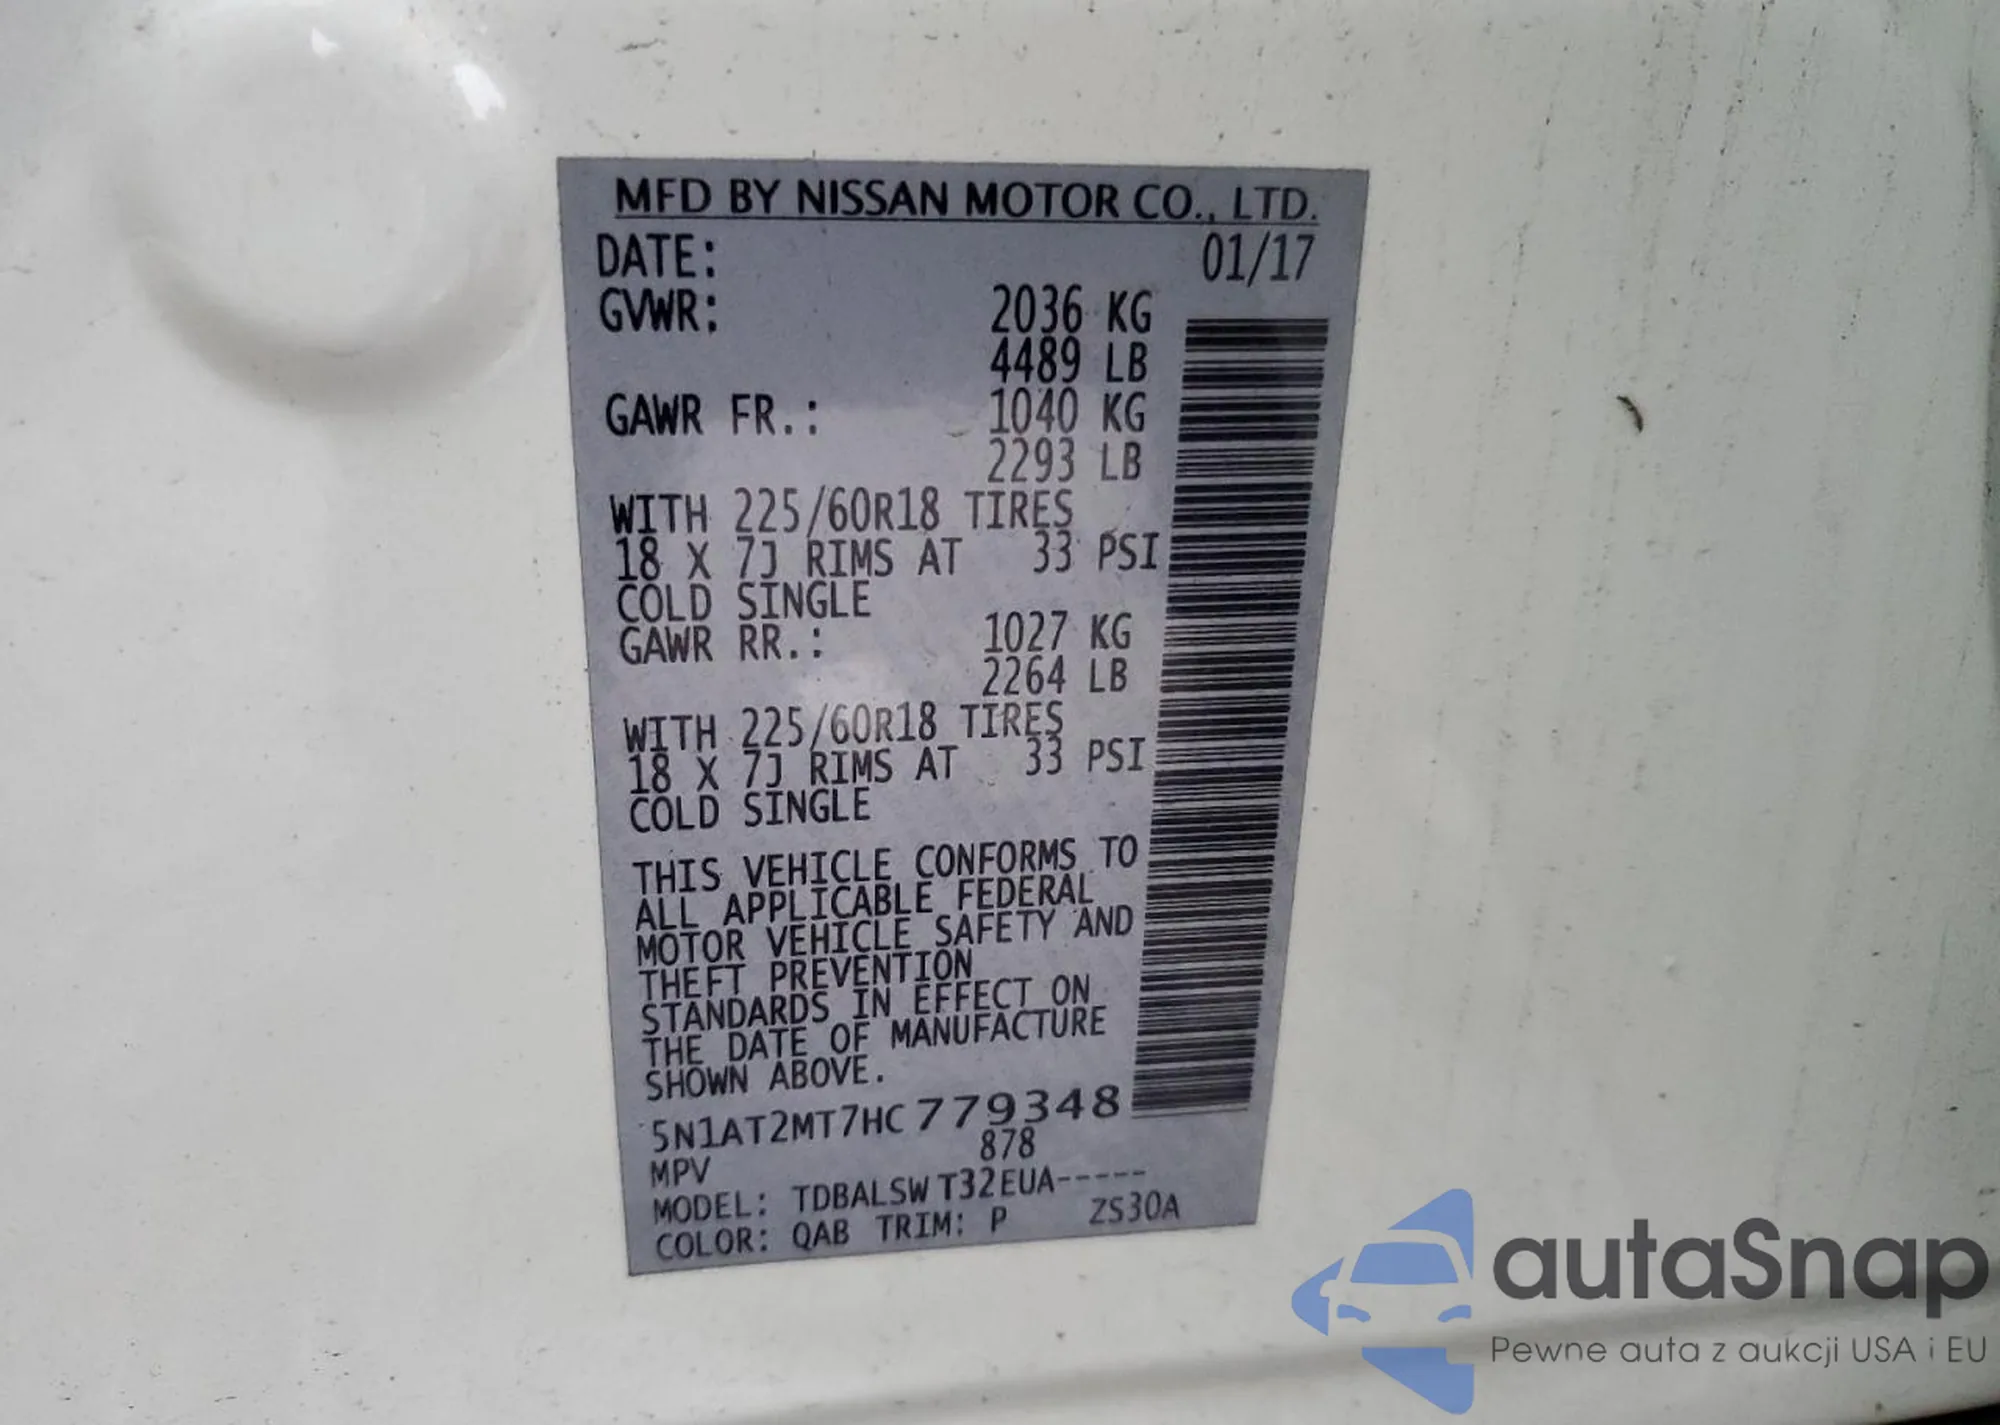 MFD BY NISSAN MOTOR CO., LTD.
DATE: 01/17
GVWR: 2036 KG
4489 LB
GAWR FR.: 1040 KG
2293 LB
WITH 225/60R18 TIRES
18 X 7J RIMS AT 33 PSI
COLD SINGLE
GAWR RR.: 1027 KG
2264 LB
WITH 225/60R18 TIRES
18 X 7J RIMS AT 33 PSI
COLD SINGLE
THIS VEHICLE CONFORMS TO
ALL APPLICABLE FEDERAL
MOTOR VEHICLE SAFETY AND
THEFT PREVENTION
STANDARDS IN EFFECT ON
THE DATE OF MANUFACTURE
SHOWN ABOVE.
5N1AT2MT7HC779348
878
MPV
MODEL: TDBALSW T32EUA-----
COLOR: QAB TRIM: P ZS30A
autaSnap
Pewne auta z aukcji USA i EU